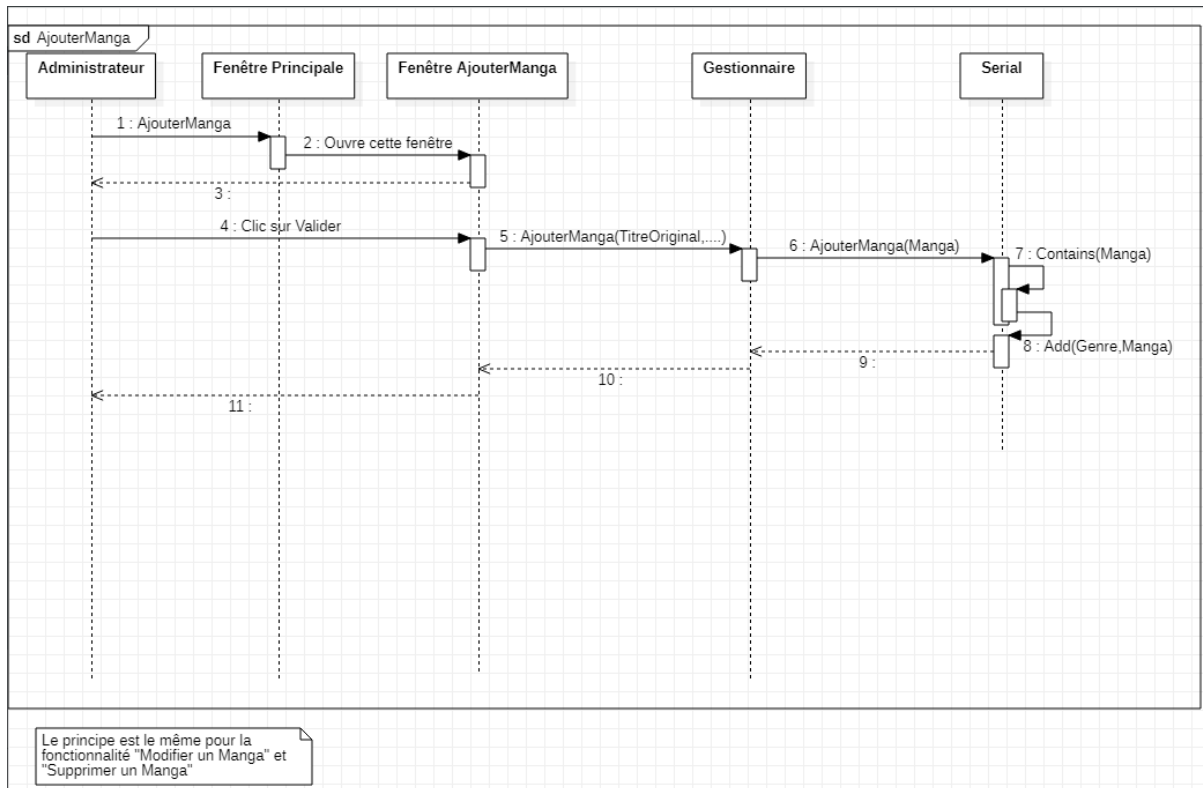 sd AjouterManga
Administrateur
Fenêtre Principale
Fenêtre AjouterManga
Gestionnaire
Serial
1 : AjouterManga
2 : Ouvre cette fenêtre
3 :
4 : Clic sur Valider
5 : AjouterManga(TitreOriginal,....)
6 : AjouterManga(Manga)
7 : Contains(Manga)
8 : Add(Genre,Manga)
9 :
10 :
11 :
Le principe est le même pour la
fonctionnalité "Modifier un Manga" et
"Supprimer un Manga"